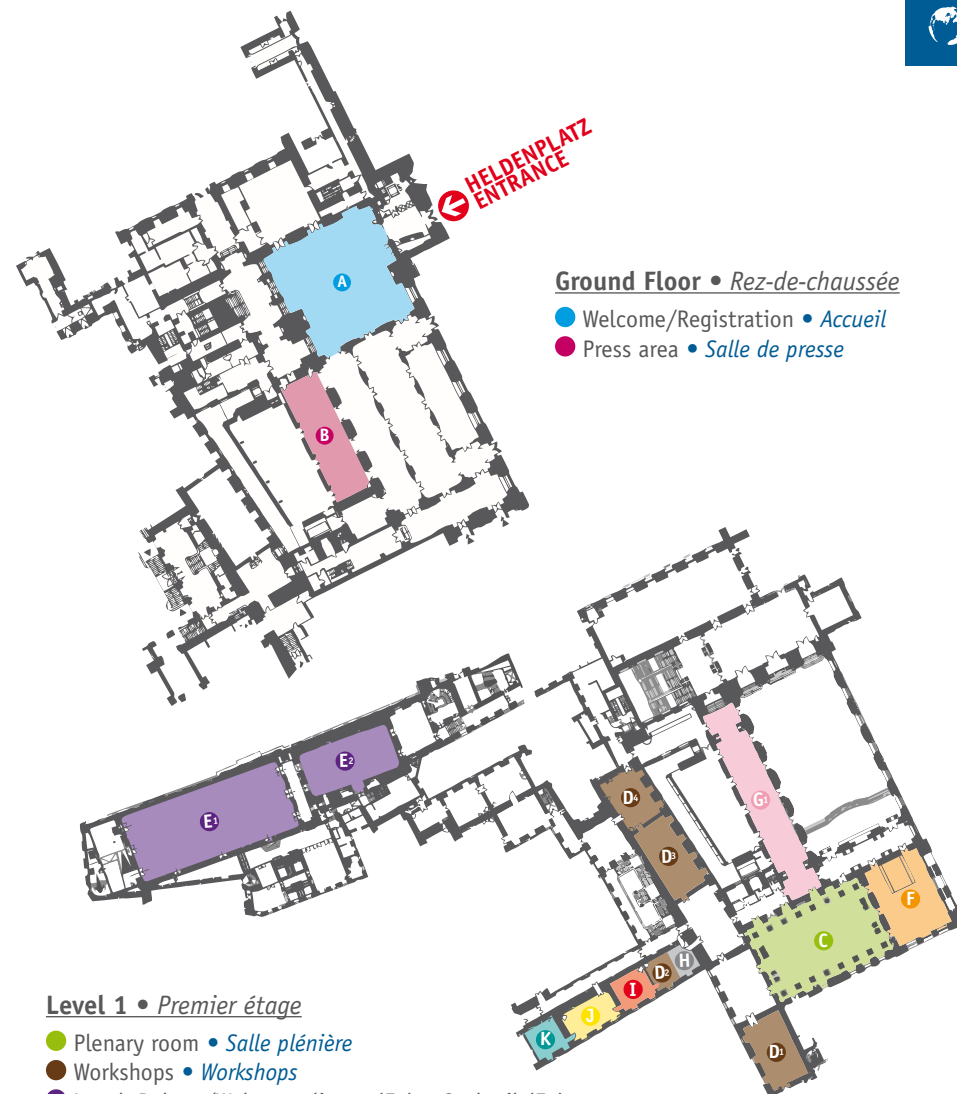 HELDENPLATZ
ENTRANCE
A
Ground Floor • Rez-de-chaussée
Welcome/Registration • Accueil
Press area • Salle de presse
B
E2
E1
D4
G1
D3
F
C
H
D2
I
J
K
D1
Level 1 • Premier étage
Plenary room • Salle plénière
Workshops • Workshops